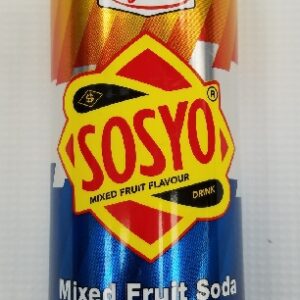 SOSYO®
MIXED FRUIT FLAVOUR
DRINK
Mixed Fruit Soda